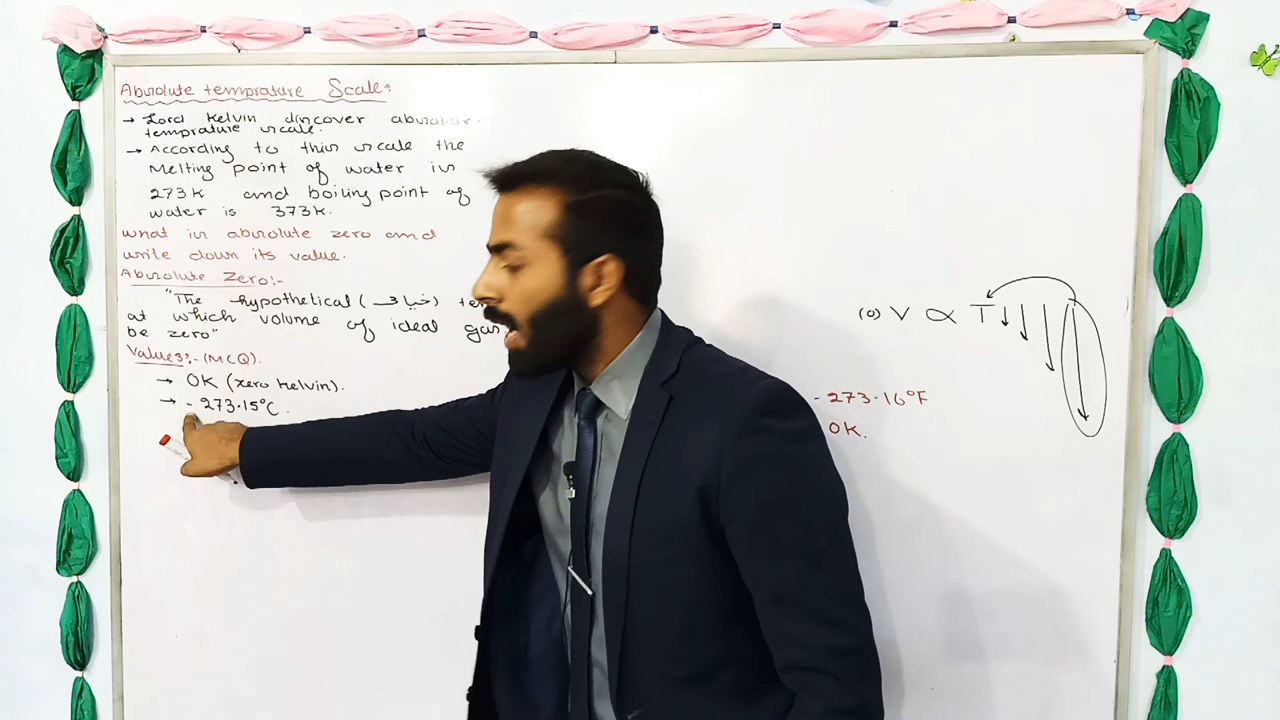 Absolute temprature Scale:
→ Lord Kelvin discover absolute
temprature scale.
→ According to this scale the
Melting point of water is
273K and boiling point of
water is 373K.
what is absolute zero and
write down its value.
Absolute Zero:-
"The hypothetical (خیالی)
at which volume of ideal gas
be zero"
Values:- (MCQ).
→ 0K (zero kelvin).
→ - 273.15°C.
(0) V ∝ T ↓ ↓ ↓ ↓
- 273.16°F
0K.